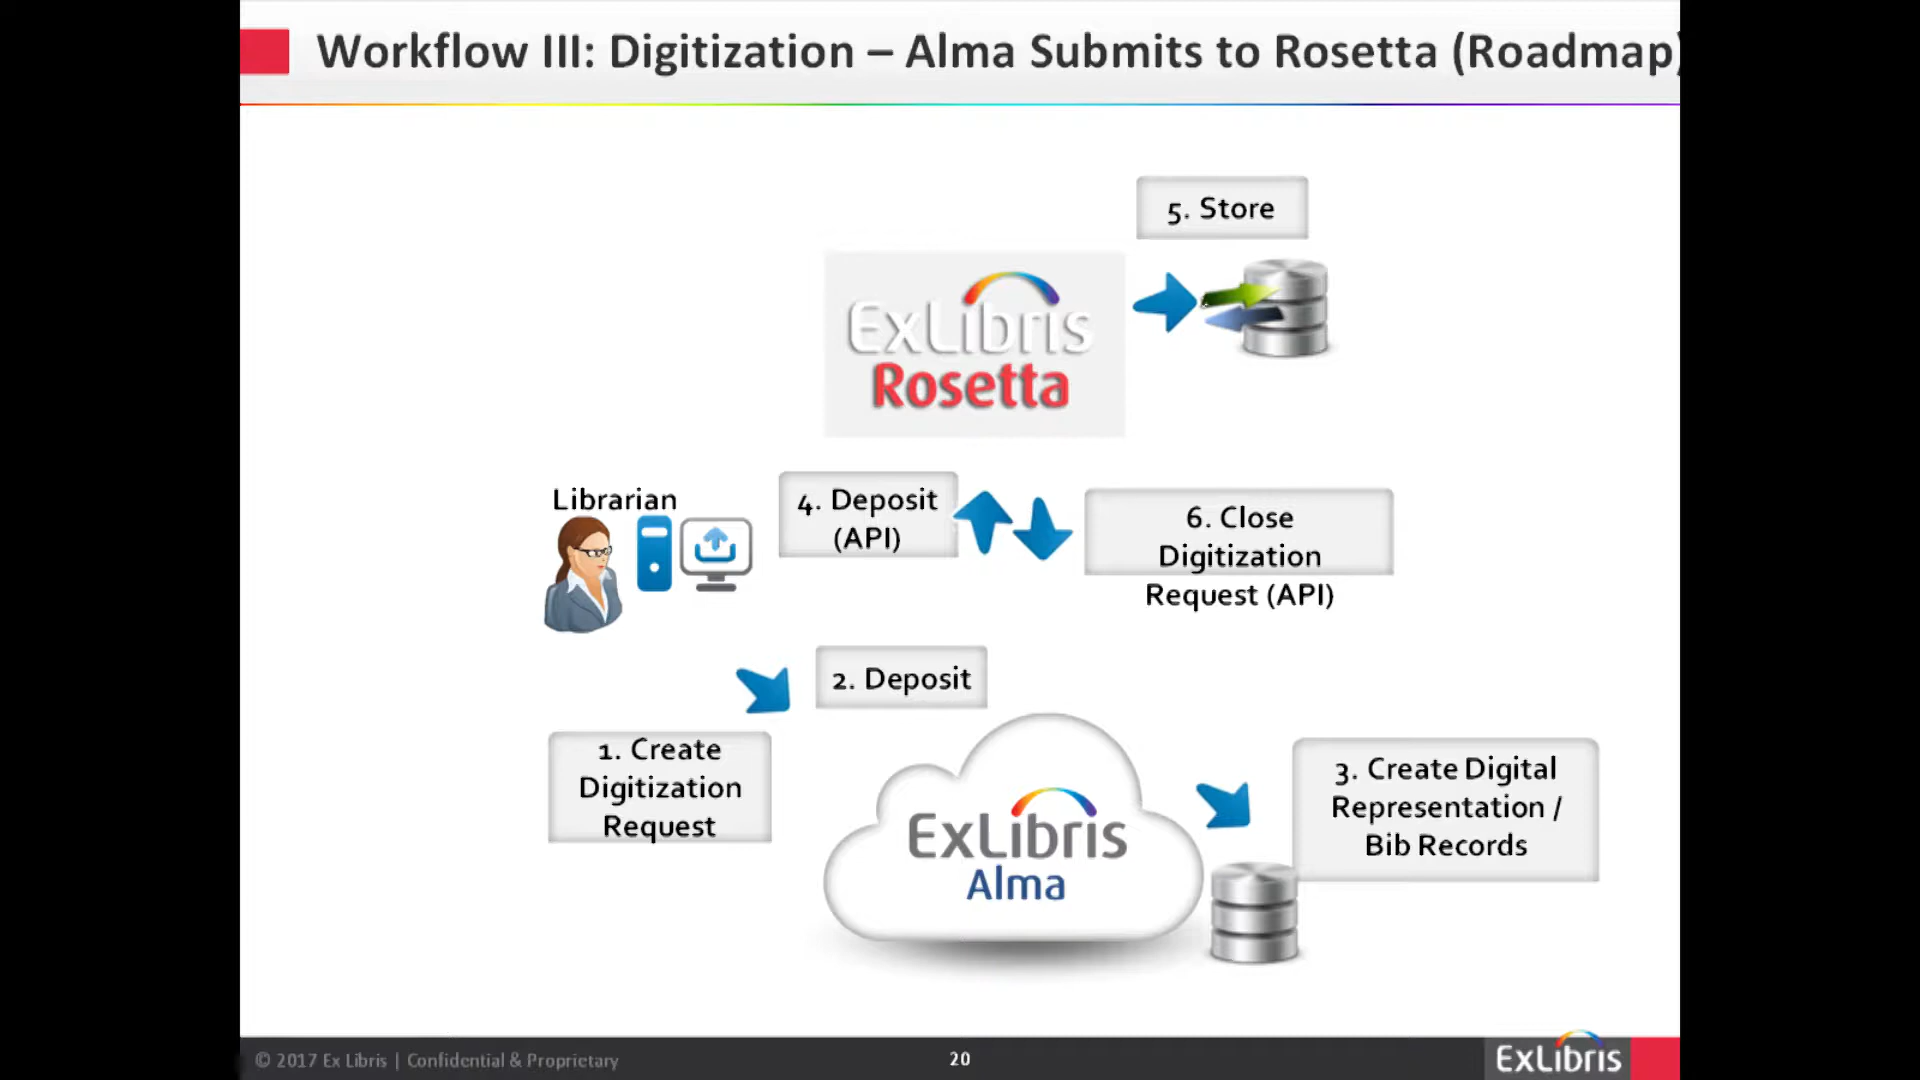 Workflow III: Digitization – Alma Submits to Rosetta (Roadmap)
5. Store
ExLibris
Rosetta
Librarian
4. Deposit
(API)
6. Close
Digitization
Request (API)
2. Deposit
1. Create
Digitization
Request
ExLibris
Alma
3. Create Digital
Representation /
Bib Records
© 2017 Ex Libris | Confidential & Proprietary
20
ExLibris